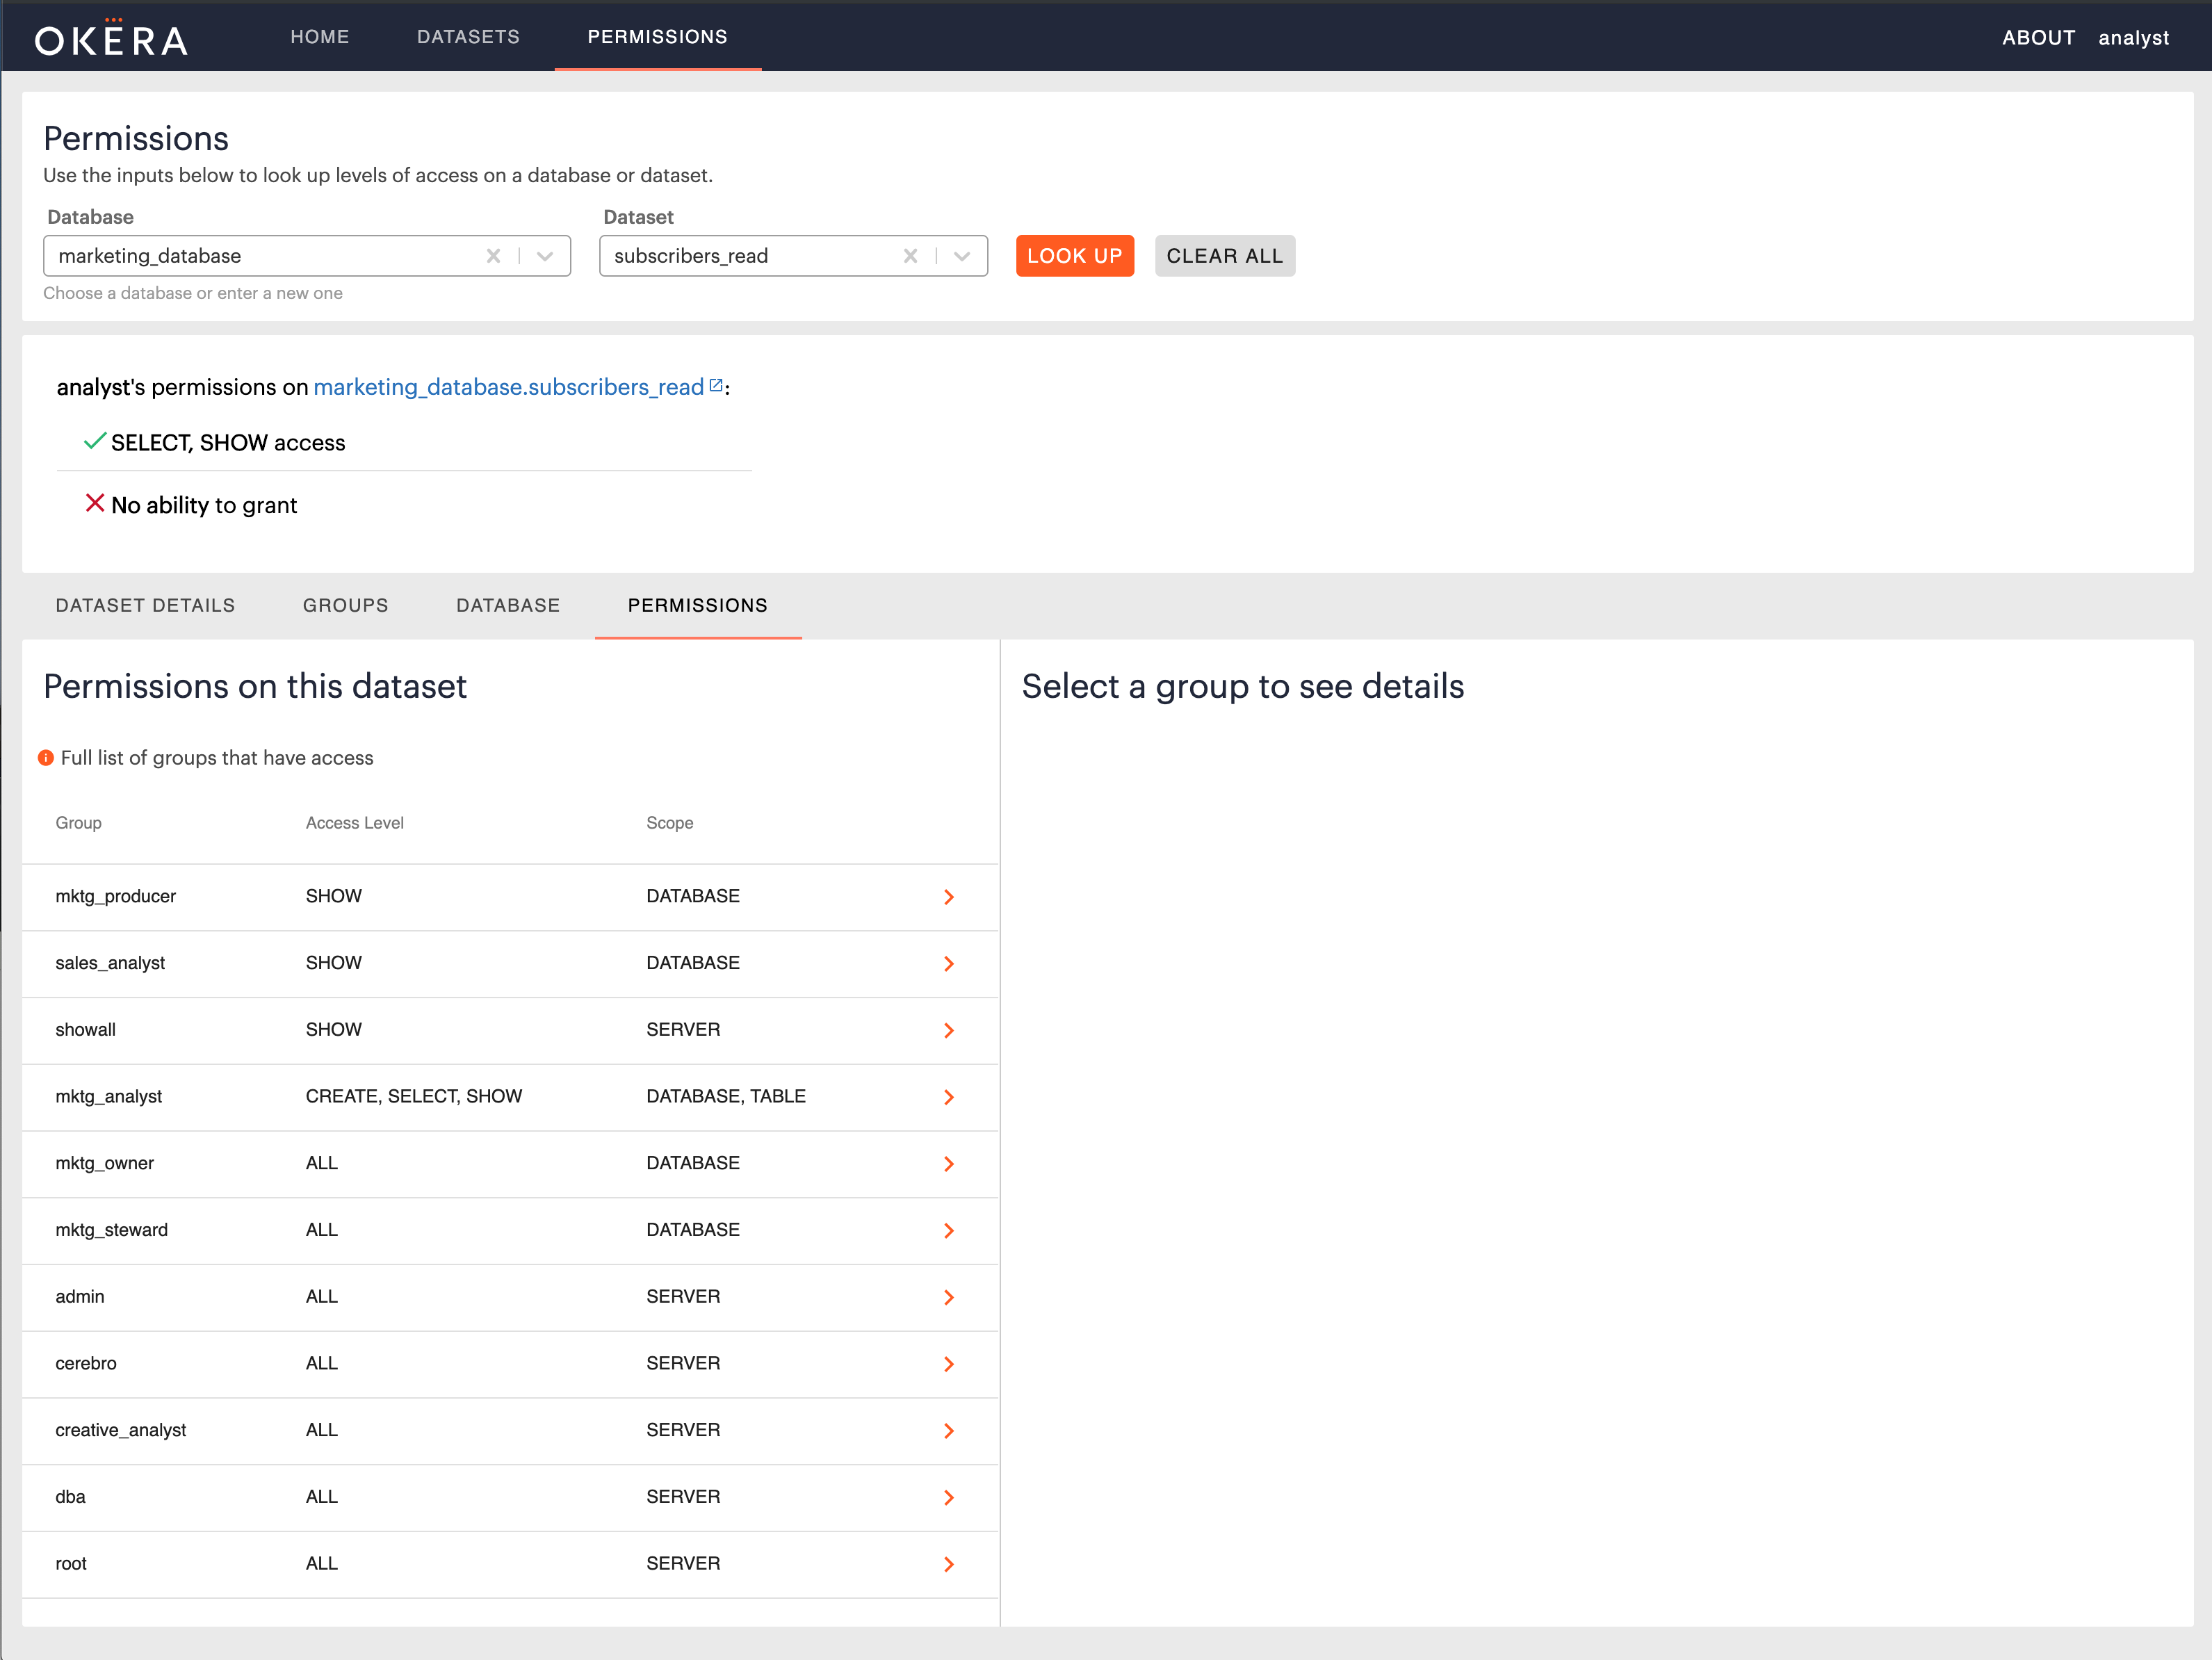 OKERA HOME DATASETS PERMISSIONS ABOUT analyst
Permissions
Use the inputs below to look up levels of access on a database or dataset.
Database Dataset
marketing_database subscribers_read LOOK UP CLEAR ALL
Choose a database or enter a new one
analyst's permissions on marketing_database.subscribers_read:
SELECT, SHOW access
No ability to grant
DATASET DETAILS GROUPS DATABASE PERMISSIONS
Permissions on this dataset Select a group to see details
Full list of groups that have access
Group Access Level Scope
mktg_producer SHOW DATABASE
sales_analyst SHOW DATABASE
showall SHOW SERVER
mktg_analyst CREATE, SELECT, SHOW DATABASE, TABLE
mktg_owner ALL DATABASE
mktg_steward ALL DATABASE
admin ALL SERVER
cerebro ALL SERVER
creative_analyst ALL SERVER
dba ALL SERVER
root ALL SERVER